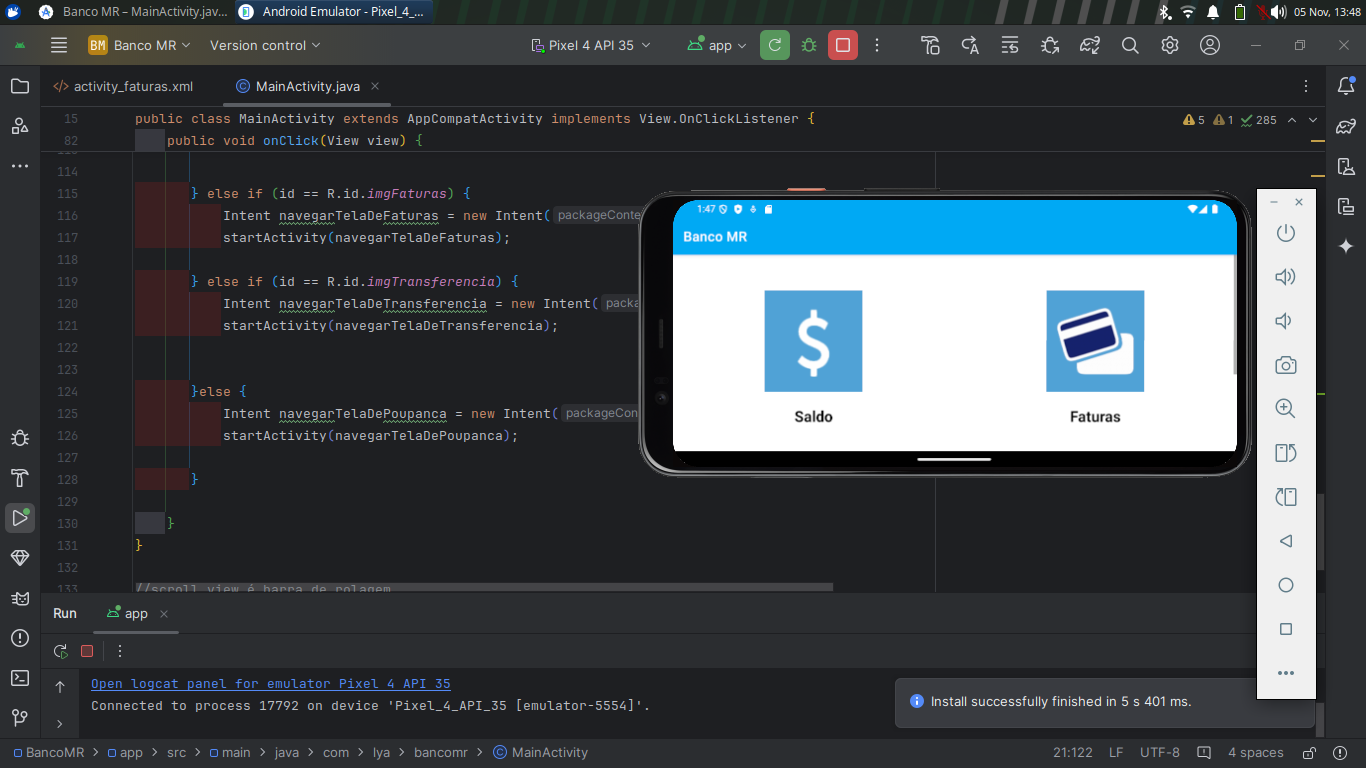 Banco MR – MainActivity.jav... Android Emulator - Pixel_4_... 05 Nov, 13:48
BM Banco MR Version control Pixel 4 API 35 app
activity_faturas.xml MainActivity.java
15 public class MainActivity extends AppCompatActivity implements View.OnClickListener { 5 1 285
82 public void onClick(View view) {
114
115 } else if (id == R.id.imgFaturas) {
116 Intent navegarTelaDeFaturas = new Intent( packageConte
117 startActivity(navegarTelaDeFaturas);
118
119 } else if (id == R.id.imgTransferencia) {
120 Intent navegarTelaDeTransferencia = new Intent( packa
121 startActivity(navegarTelaDeTransferencia);
122
123
124 }else {
125 Intent navegarTelaDePoupanca = new Intent( packageCon
126 startActivity(navegarTelaDePoupanca);
127
128 }
129
130 }
131 }
132
133 //scroll view é barra de rolagem
1:47
Banco MR
Saldo Faturas
Run app
Open logcat panel for emulator Pixel 4 API 35
Connected to process 17792 on device 'Pixel_4_API_35 [emulator-5554]'.
Install successfully finished in 5 s 401 ms.
BancoMR > app > src > main > java > com > lya > bancomr > MainActivity 21:122 LF UTF-8 4 spaces